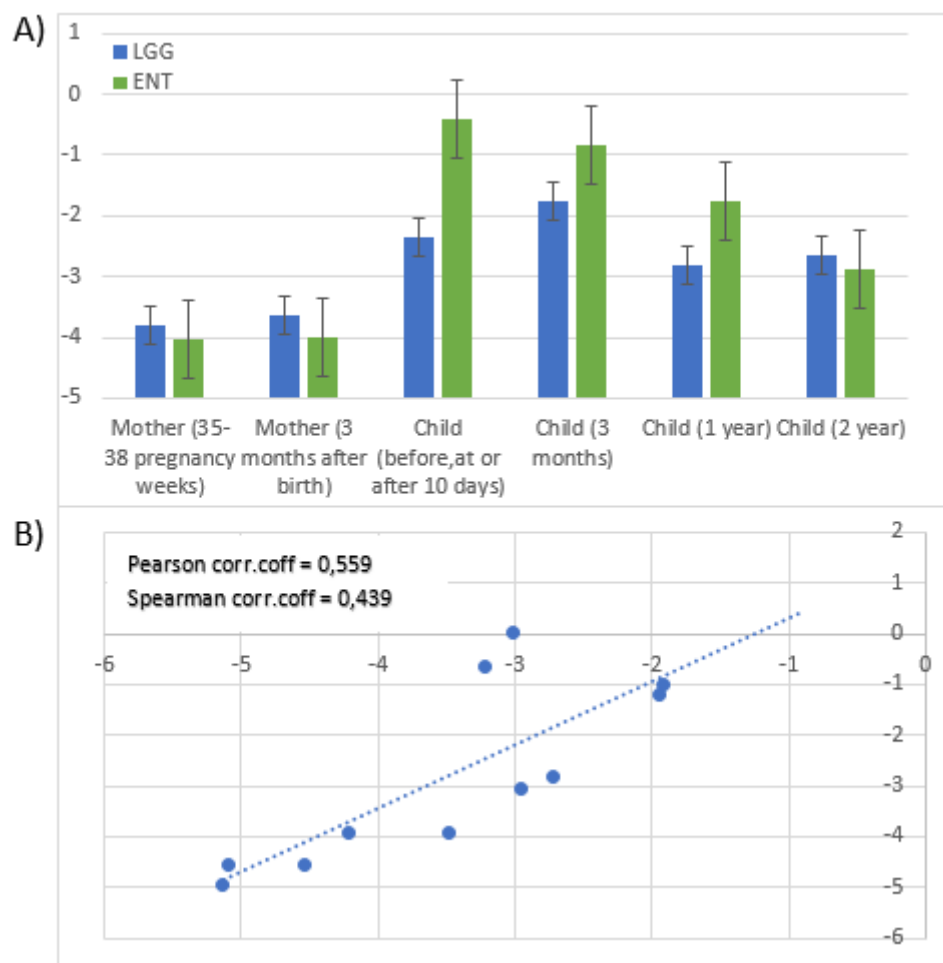 A)
1
LGG
ENT
0
-1
-2
-3
-4
-5
Mother (35-
38 pregnancy
weeks)
Mother (3
months after
birth)
Child
(before,at or
after 10 days)
Child (3
months)
Child (1 year)
Child (2 year)
B)
Pearson corr.coff = 0,559
Spearman corr.coff = 0,439
2
1
0
-6
-5
-4
-3
-2
-1
0
-1
-2
-3
-4
-5
-6